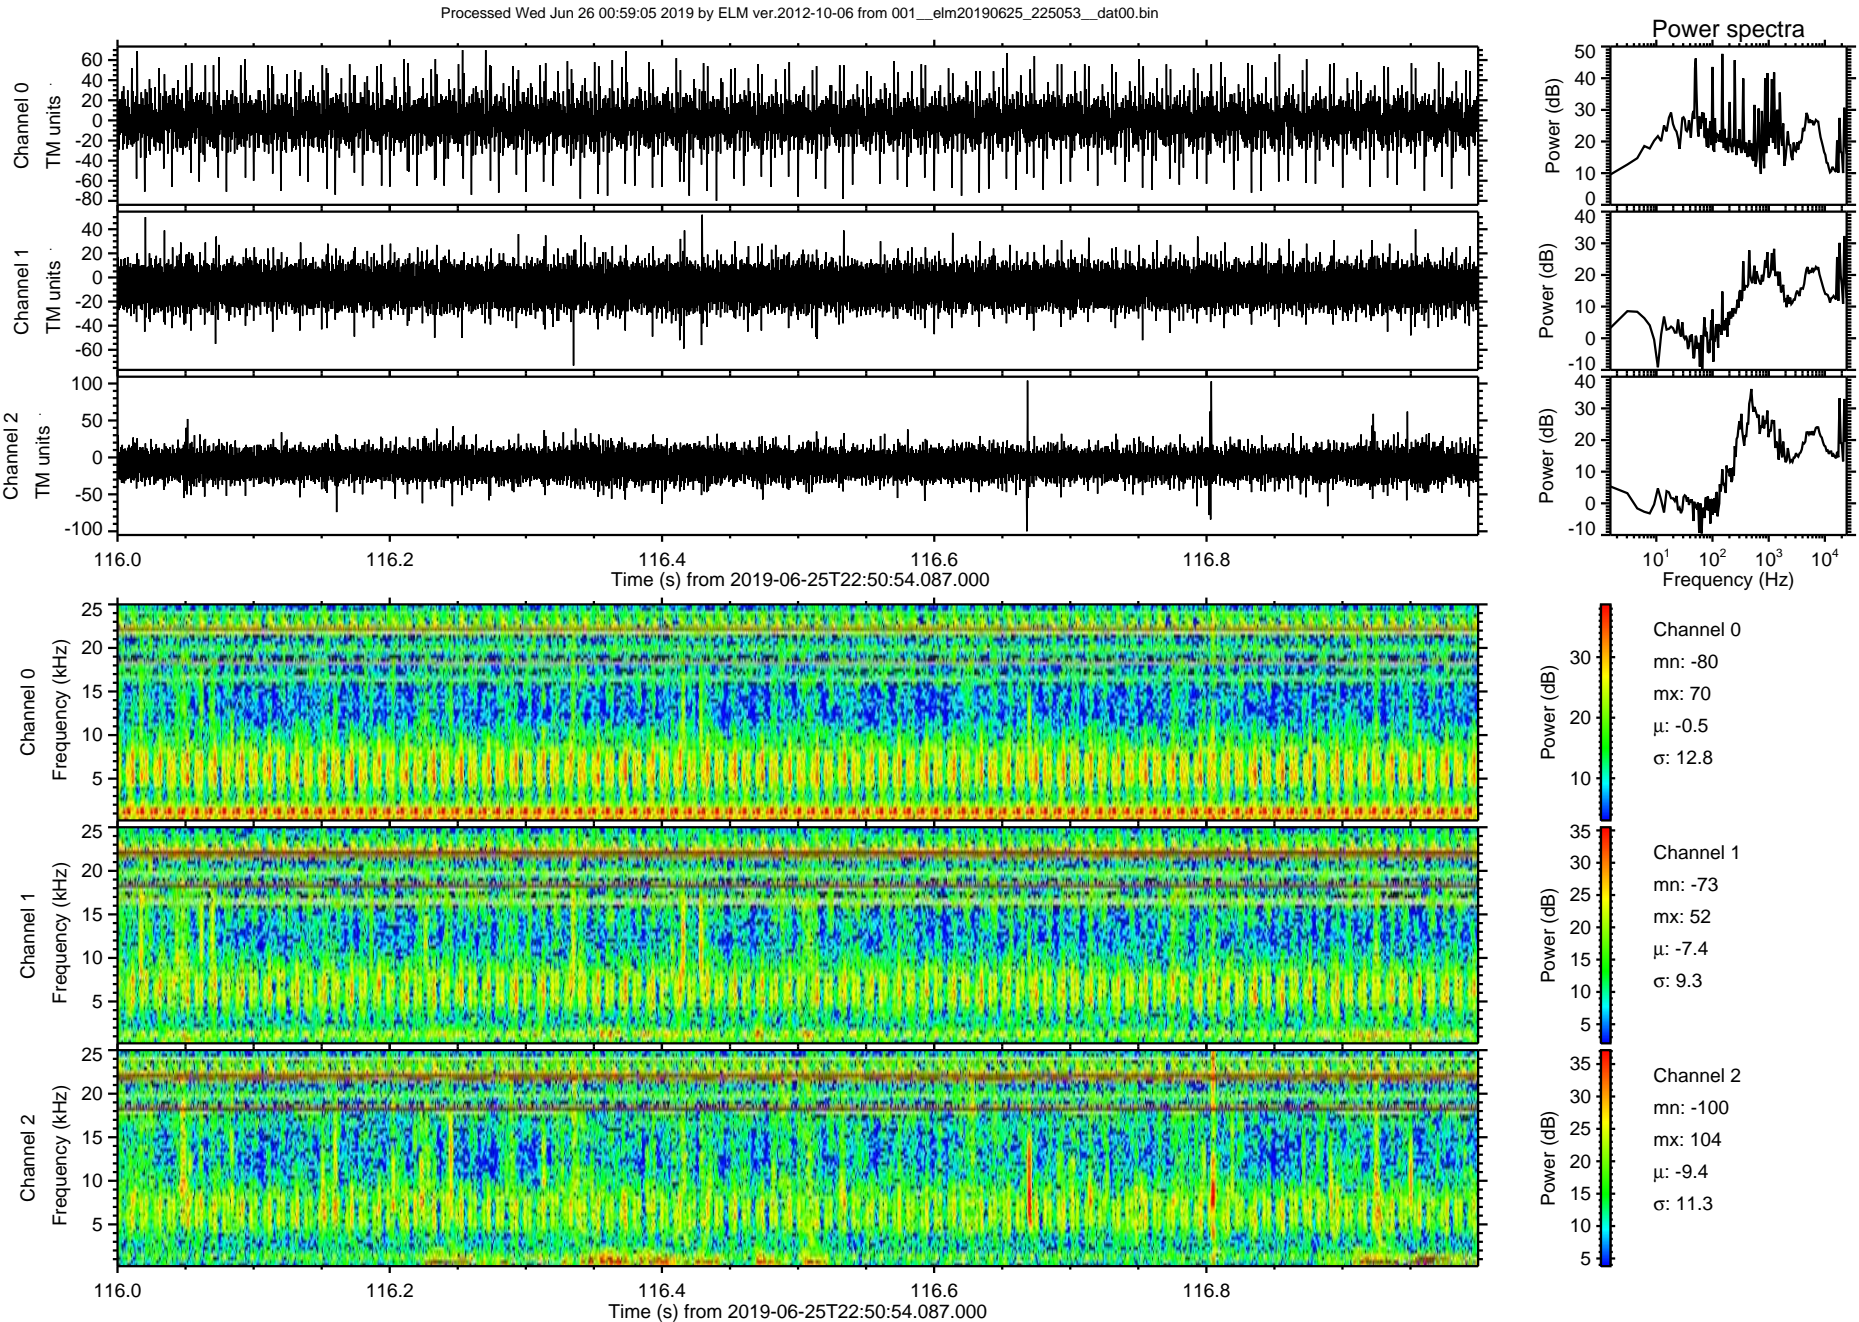 Processed Wed Jun 26 00:59:05 2019 by ELM ver.2012-10-06 from 001__elm20190625_225053__dat00.bin
Power spectra
Channel 0
TM units
60
40
20
0
-20
-40
-60
-80
Power (dB)
50
40
30
20
10
0
Channel 1
TM units
40
20
0
-20
-40
-60
Power (dB)
40
30
20
10
0
-10
Channel 2
TM units
100
50
0
-50
-100
Power (dB)
40
30
20
10
0
-10
116.0 116.2 116.4 116.6 116.8
Time (s) from 2019-06-25T22:50:54.087.000
10¹ 10² 10³ 10⁴
Frequency (Hz)
Channel 0
Frequency (kHz)
25
20
15
10
5
Power (dB)
30
20
10
Channel 0
mn: -80
mx: 70
μ: -0.5
σ: 12.8
Channel 1
Frequency (kHz)
25
20
15
10
5
Power (dB)
35
30
25
20
15
10
5
Channel 1
mn: -73
mx: 52
μ: -7.4
σ: 9.3
Channel 2
Frequency (kHz)
25
20
15
10
5
Power (dB)
35
30
25
20
15
10
5
Channel 2
mn: -100
mx: 104
μ: -9.4
σ: 11.3
116.0 116.2 116.4 116.6 116.8
Time (s) from 2019-06-25T22:50:54.087.000